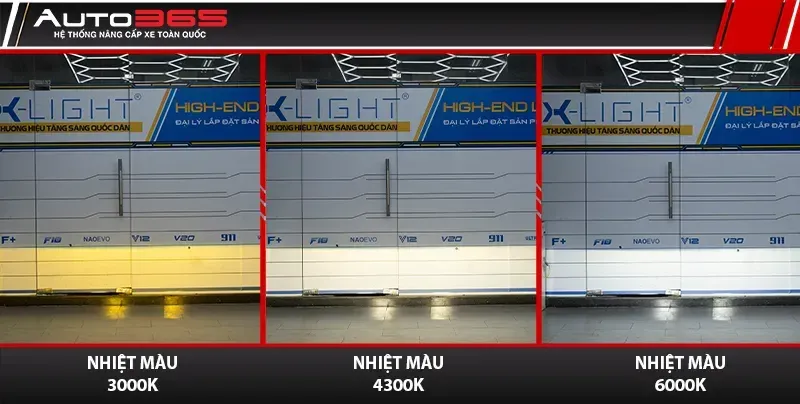 AUTO365
HỆ THỐNG NÂNG CẤP XE TOÀN QUỐC
X-LIGHT®
THƯƠNG HIỆU TĂNG SÁNG QUỐC DÂN
HIGH-END
ĐẠI LÝ LẮP ĐẶT SẢN
F+ F18 NAOEVO V12 V20 911
X-LIGHT®
THƯƠNG HIỆU TĂNG SÁNG QUỐC DÂN
HIGH-END L
ĐẠI LÝ LẮP ĐẶT SẢN P
F+ F18 NAOEVO V12 V20 911
X-LIGHT
THƯƠNG HIỆU TĂNG SÁNG QUỐC DÂN
HIGH-END
ĐẠI LÝ LẮP ĐẶT SẢN
F+ F18 NAOEVO V12 V20 911
NHIỆT MÀU
3000K
NHIỆT MÀU
4300K
NHIỆT MÀU
6000K